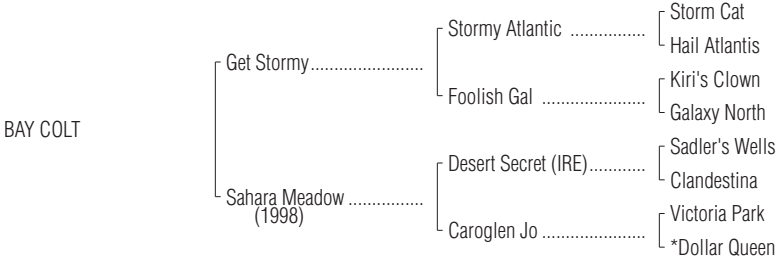 Storm Cat
Stormy Atlantic ................
Hail Atlantis
Get Stormy........................
Kiri's Clown
Foolish Gal ......................
Galaxy North
BAY COLT
Sadler's Wells
Desert Secret (IRE)............
Clandestina
Sahara Meadow ................
(1998)
Victoria Park
Caroglen Jo ......................
*Dollar Queen